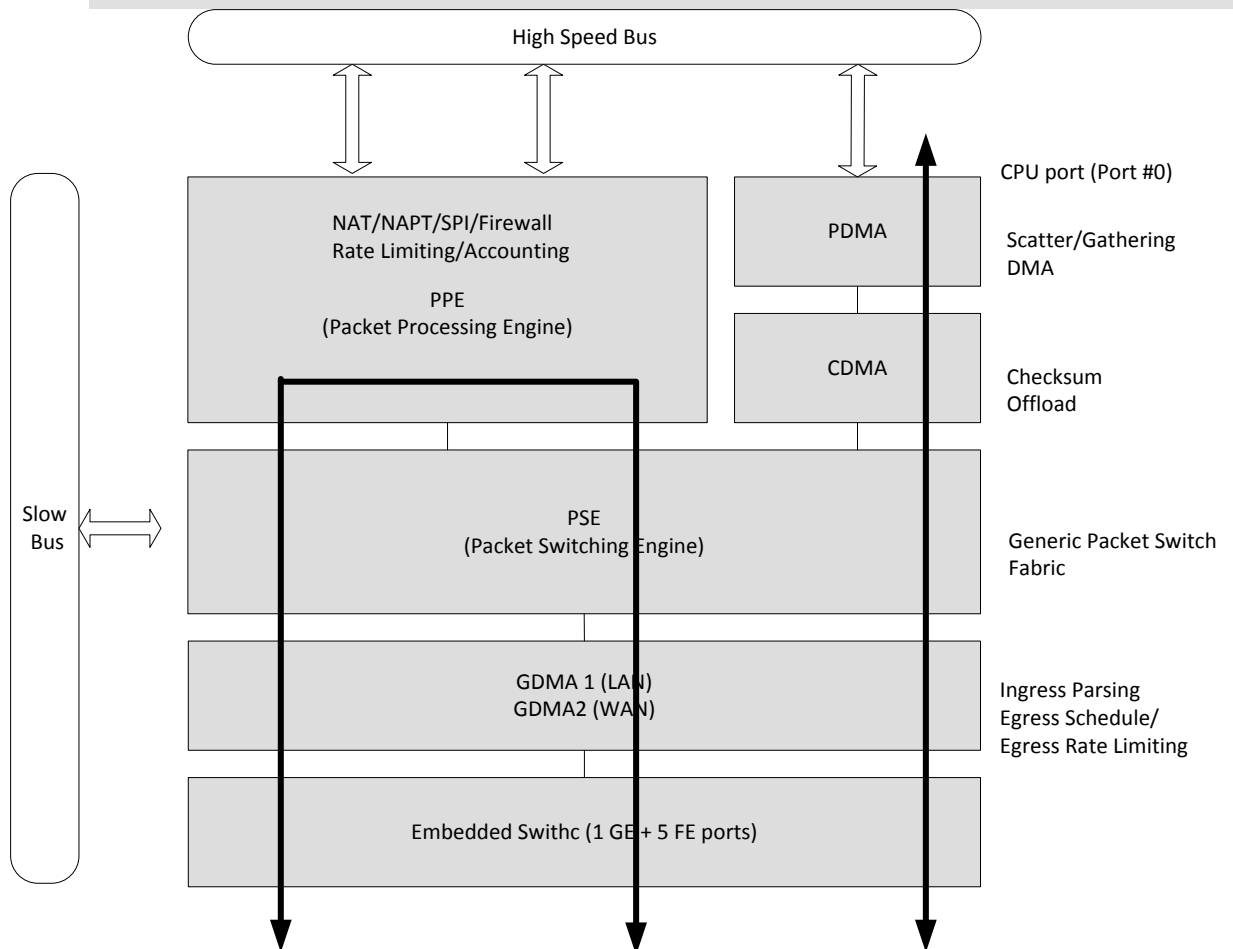 High Speed Bus
CPU port (Port #0)
NAT/NAPT/SPI/Firewall
Rate Limiting/Accounting
PPE
(Packet Processing Engine)
PDMA
Scatter/Gathering
DMA
CDMA
Checksum
Offload
Slow
Bus
PSE
(Packet Switching Engine)
Generic Packet Switch
Fabric
GDMA 1 (LAN)
GDMA2 (WAN)
Ingress Parsing
Egress Schedule/
Egress Rate Limiting
Embedded Swithc (1 GE + 5 FE ports)